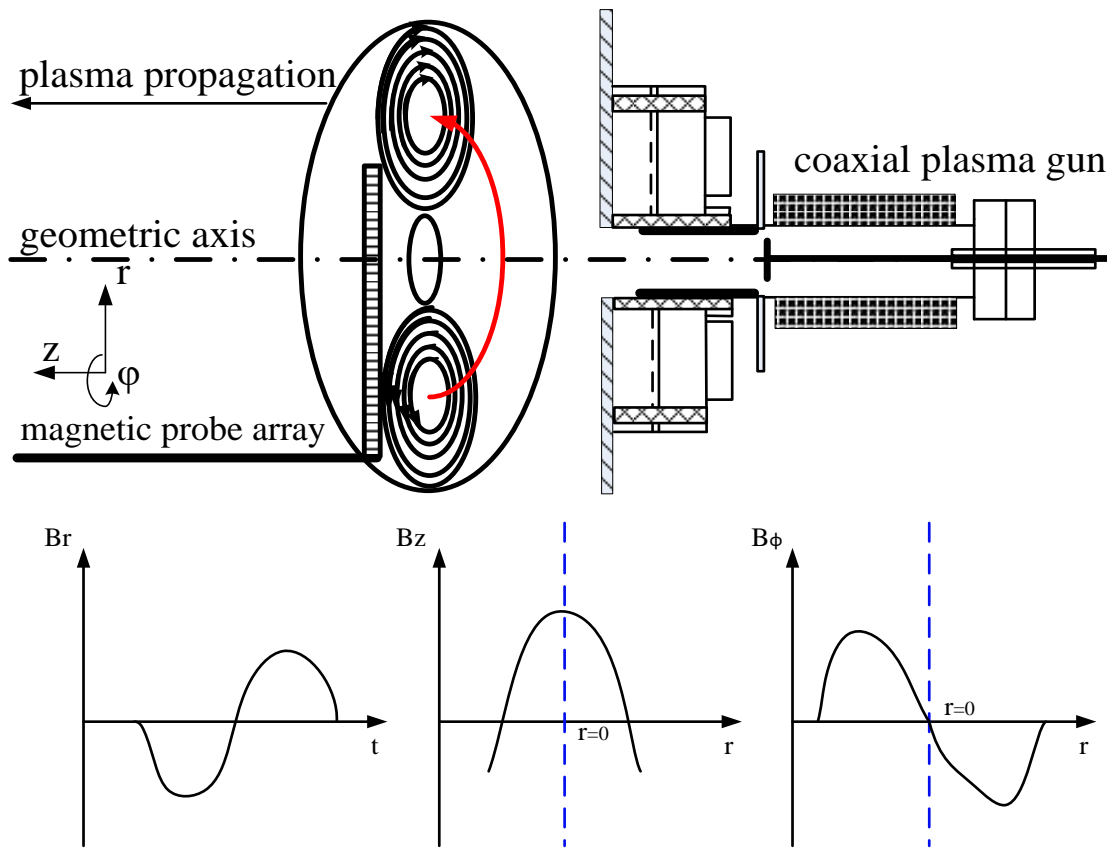 plasma propagation
coaxial plasma gun
geometric axis
r
z
φ
magnetic probe array
Br
Bz
Bϕ
r=0
r=0
t
r
r